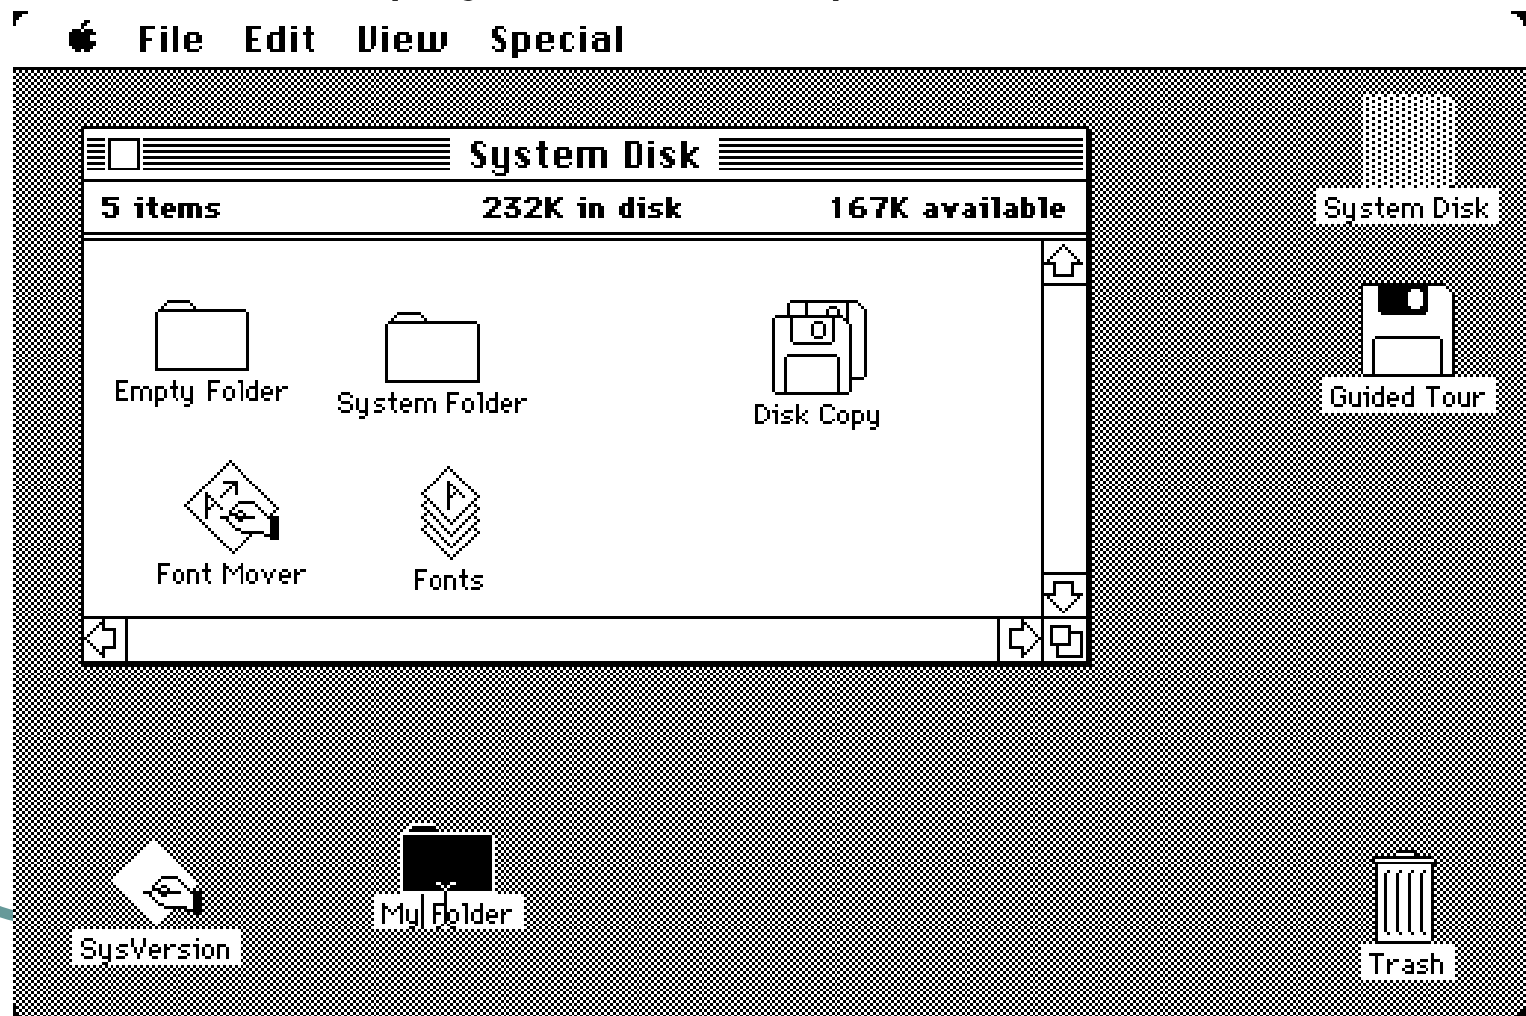 File Edit View Special
System Disk
5 items 232K in disk 167K available
Empty Folder
System Folder
Disk Copy
Font Mover
Fonts
System Disk
Guided Tour
SysVersion
My Folder
Trash